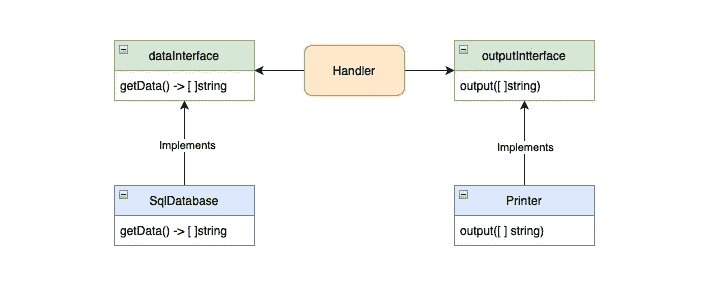 dataInterface
getData() -> [ ]string
Handler
outputIntterface
output([ ]string)
Implements
Implements
SqlDatabase
getData() -> [ ]string
Printer
output([ ] string)